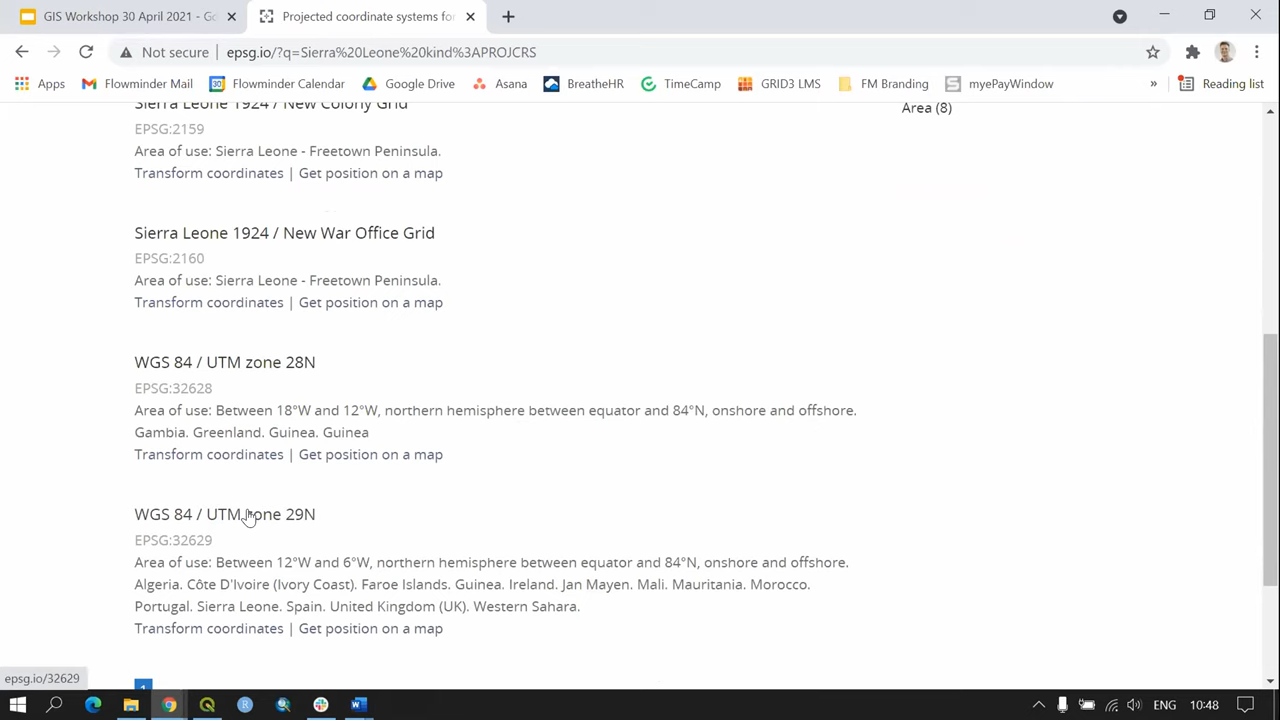 GIS Workshop 30 April 2021 - Go
Projected coordinate systems for
Not secure
epsg.io/?q=Sierra%20Leone%20kind%3APROJCRS
Apps
Flowminder Mail
Flowminder Calendar
Google Drive
Asana
BreatheHR
TimeCamp
GRID3 LMS
FM Branding
myePayWindow
»
Reading list
Sierra Leone 1924 / New Colony Grid
Area (8)
EPSG:2159
Area of use: Sierra Leone - Freetown Peninsula.
Transform coordinates | Get position on a map
Sierra Leone 1924 / New War Office Grid
EPSG:2160
Area of use: Sierra Leone - Freetown Peninsula.
Transform coordinates | Get position on a map
WGS 84 / UTM zone 28N
EPSG:32628
Area of use: Between 18°W and 12°W, northern hemisphere between equator and 84°N, onshore and offshore.
Gambia. Greenland. Guinea. Guinea
Transform coordinates | Get position on a map
WGS 84 / UTM zone 29N
EPSG:32629
Area of use: Between 12°W and 6°W, northern hemisphere between equator and 84°N, onshore and offshore.
Algeria. Côte D'Ivoire (Ivory Coast). Faroe Islands. Guinea. Ireland. Jan Mayen. Mali. Mauritania. Morocco.
Portugal. Sierra Leone. Spain. United Kingdom (UK). Western Sahara.
Transform coordinates | Get position on a map
1
epsg.io/32629
ENG
10:48